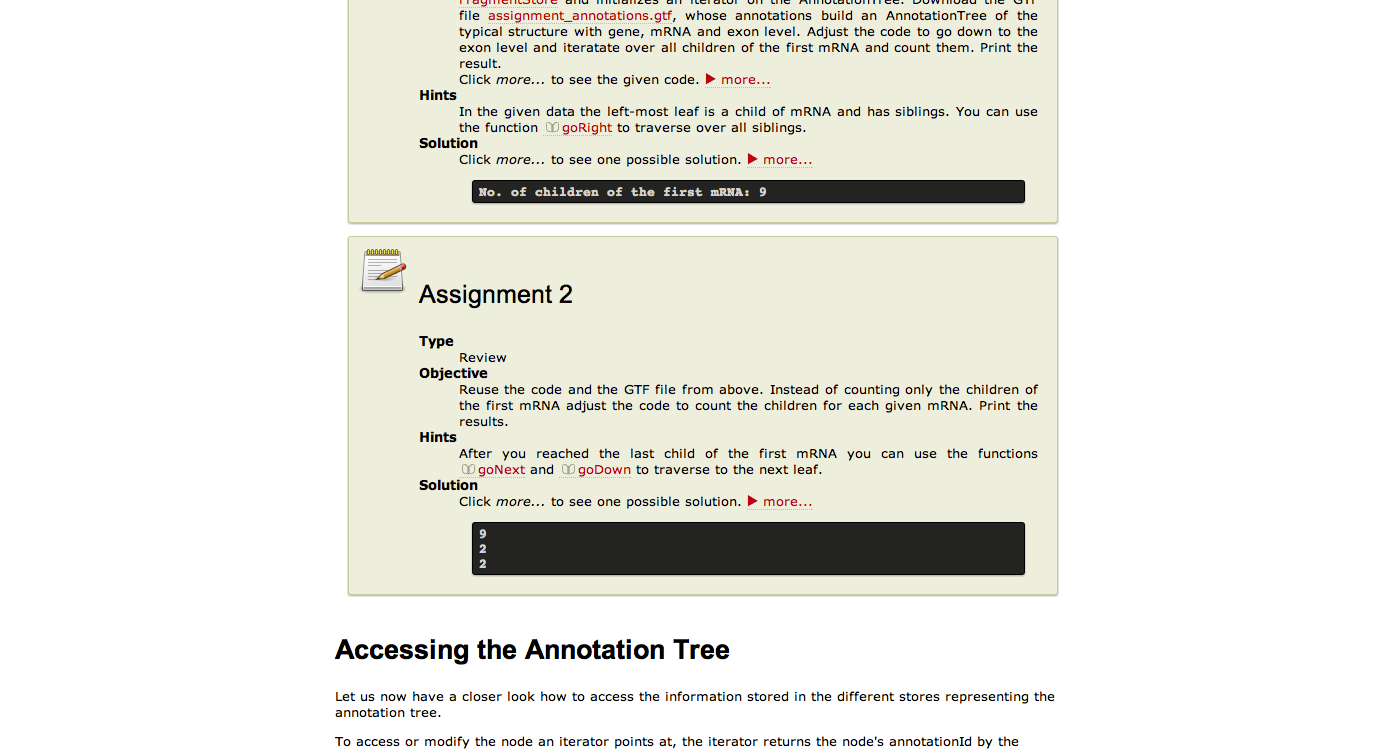 FragmentStore and initializes an iterator on the AnnotationTree. Download the GTF
file assignment_annotations.gtf, whose annotations build an AnnotationTree of the
typical structure with gene, mRNA and exon level. Adjust the code to go down to the
exon level and iteratate over all children of the first mRNA and count them. Print the
result.
Click more... to see the given code. more...
Hints
In the given data the left-most leaf is a child of mRNA and has siblings. You can use
the function goRight to traverse over all siblings.
Solution
Click more... to see one possible solution. more...
No. of children of the first mRNA: 9
Assignment 2
Type
Review
Objective
Reuse the code and the GTF file from above. Instead of counting only the children of
the first mRNA adjust the code to count the children for each given mRNA. Print the
results.
Hints
After you reached the last child of the first mRNA you can use the functions
goNext and goDown to traverse to the next leaf.
Solution
Click more... to see one possible solution. more...
9
2
2
Accessing the Annotation Tree
Let us now have a closer look how to access the information stored in the different stores representing the
annotation tree.
To access or modify the node an iterator points at, the iterator returns the node's annotationId by the